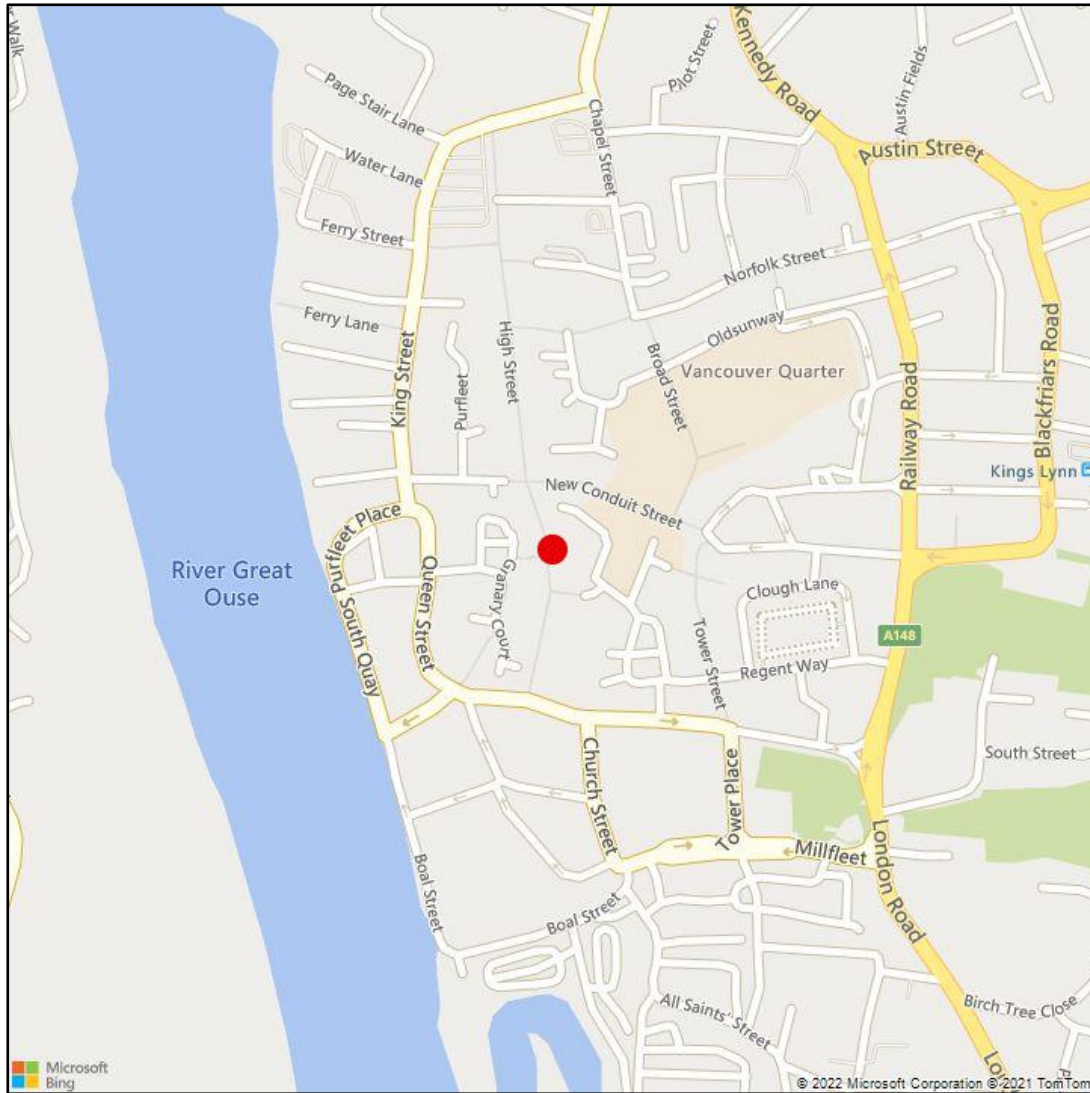 Walk
Page Stair Lane
Water Lane
Ferry Street
Ferry Lane
Pilot Street
Chapel Street
Kennedy Road
Austin Fields
Austin Street
Norfolk Street
Oldsunway
High Street
Broad Street
Vancouver Quarter
King Street
Purfleet
Railway Road
Blackfriars Road
Kings Lynn
New Conduit Street
Purfleet Place
River Great
Ouse
Queen Street
Granary Court
Clough Lane
A148
South Quay
Tower Street
Regent Way
South Street
Church Street
Tower Place
Millfleet
London Road
Boal Street
Boal Street
All Saints' Street
Birch Tree Close
Microsoft
Bing
© 2022 Microsoft Corporation © 2021 TomTom